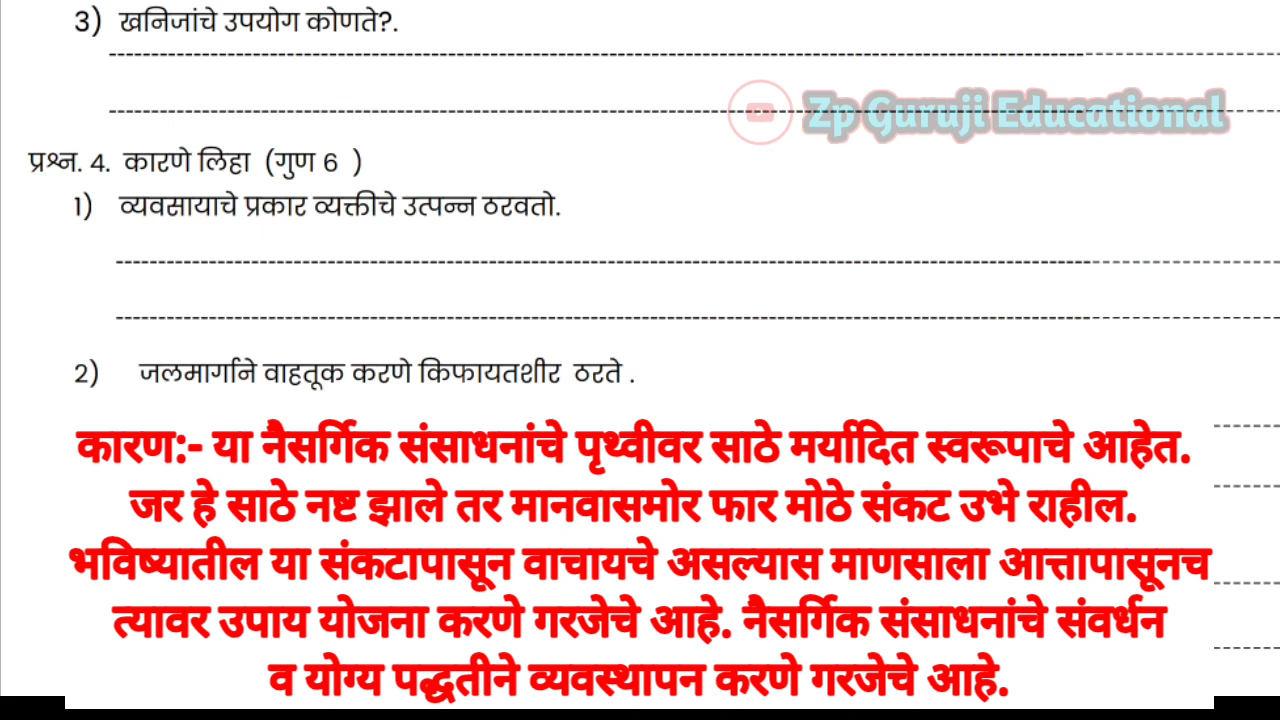 3) खनिजांचे उपयोग कोणते?.
Zp Guruji Educational
प्रश्न. 4. कारणे लिहा (गुण 6 )
1) व्यवसायाचे प्रकार व्यक्तीचे उत्पन्न ठरवतो.
2) जलमार्गाने वाहतूक करणे किफायतशीर ठरते .
कारण:- या नैसर्गिक संसाधनांचे पृथ्वीवर साठे मर्यादित स्वरूपाचे आहेत.
जर हे साठे नष्ट झाले तर मानवासमोर फार मोठे संकट उभे राहील.
भविष्यातील या संकटापासून वाचायचे असल्यास माणसाला आत्तापासूनच
त्यावर उपाय योजना करणे गरजेचे आहे. नैसर्गिक संसाधनांचे संवर्धन
व योग्य पद्धतीने व्यवस्थापन करणे गरजेचे आहे.